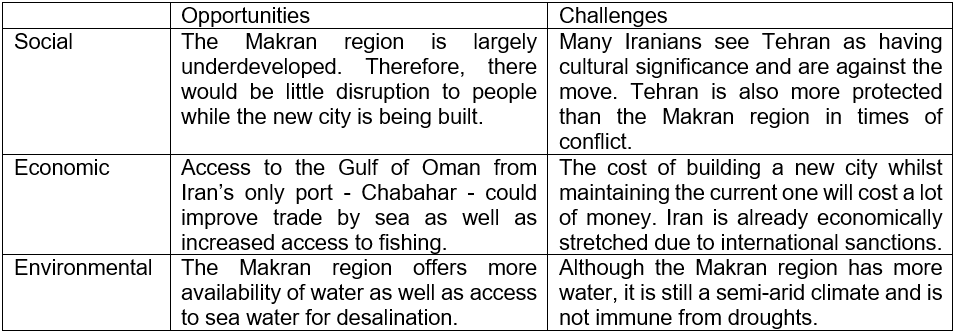 Opportunities Challenges
Social
The Makran region is largely
underdeveloped. Therefore, there
would be little disruption to people
while the new city is being built.
Many Iranians see Tehran as having
cultural significance and are against the
move. Tehran is also more protected
than the Makran region in times of
conflict.
Economic
Access to the Gulf of Oman from
Iran’s only port - Chabahar - could
improve trade by sea as well as
increased access to fishing.
The cost of building a new city whilst
maintaining the current one will cost a lot
of money. Iran is already economically
stretched due to international sanctions.
Environmental
The Makran region offers more
availability of water as well as access
to sea water for desalination.
Although the Makran region has more
water, it is still a semi-arid climate and is
not immune from droughts.